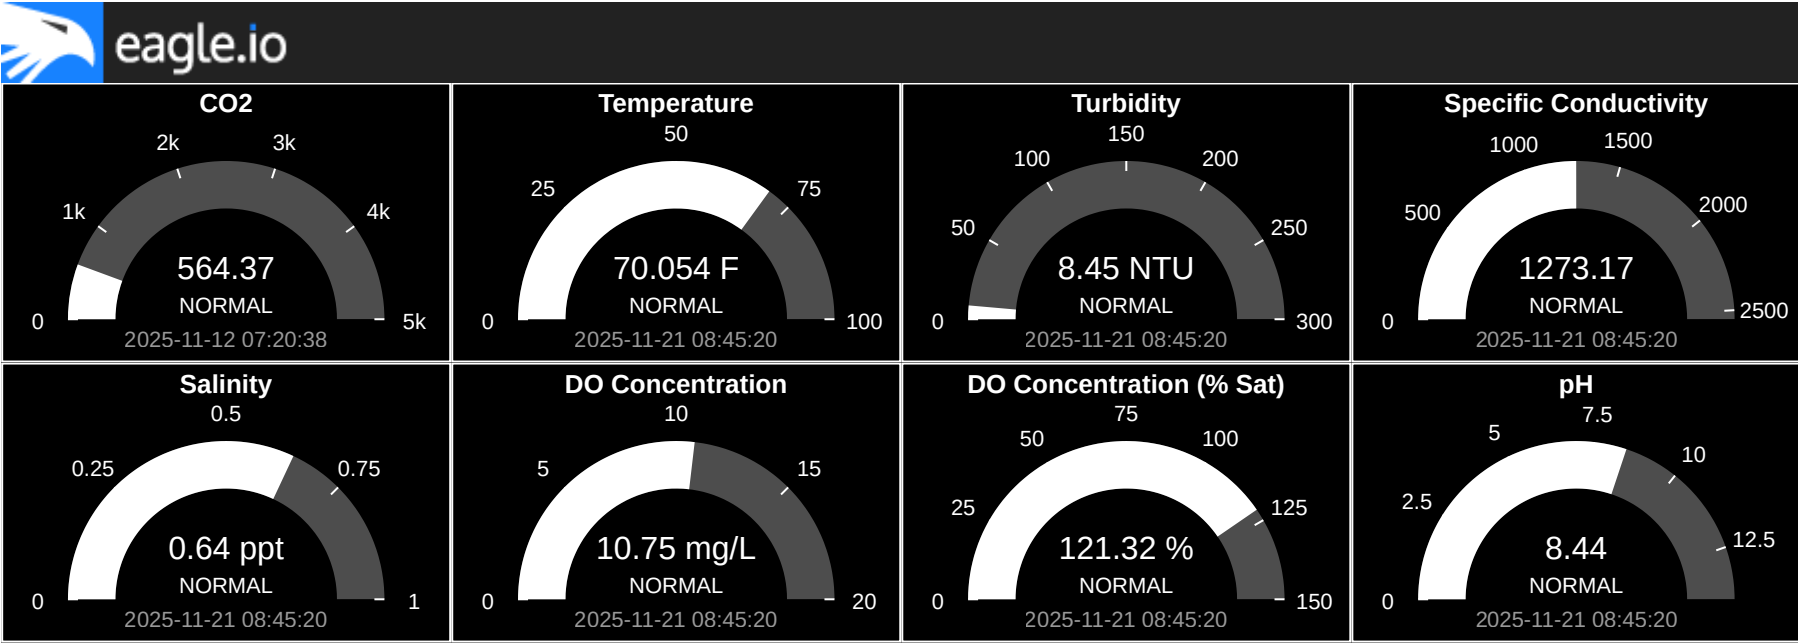 eagle.io
CO2
2k
3k
1k
4k
564.37
NORMAL
0
5k
2025-11-12 07:20:38
Temperature
50
25
75
70.054 F
NORMAL
0
100
2025-11-21 08:45:20
Turbidity
150
100
200
50
250
8.45 NTU
NORMAL
0
300
2025-11-21 08:45:20
Specific Conductivity
1000
1500
500
2000
1273.17
NORMAL
0
2500
2025-11-21 08:45:20
Salinity
0.5
0.25
0.75
0.64 ppt
NORMAL
0
1
2025-11-21 08:45:20
DO Concentration
10
5
15
10.75 mg/L
NORMAL
0
20
2025-11-21 08:45:20
DO Concentration (% Sat)
75
50
100
25
125
121.32 %
NORMAL
0
150
2025-11-21 08:45:20
pH
7.5
5
10
2.5
12.5
8.44
NORMAL
0
2025-11-21 08:45:20